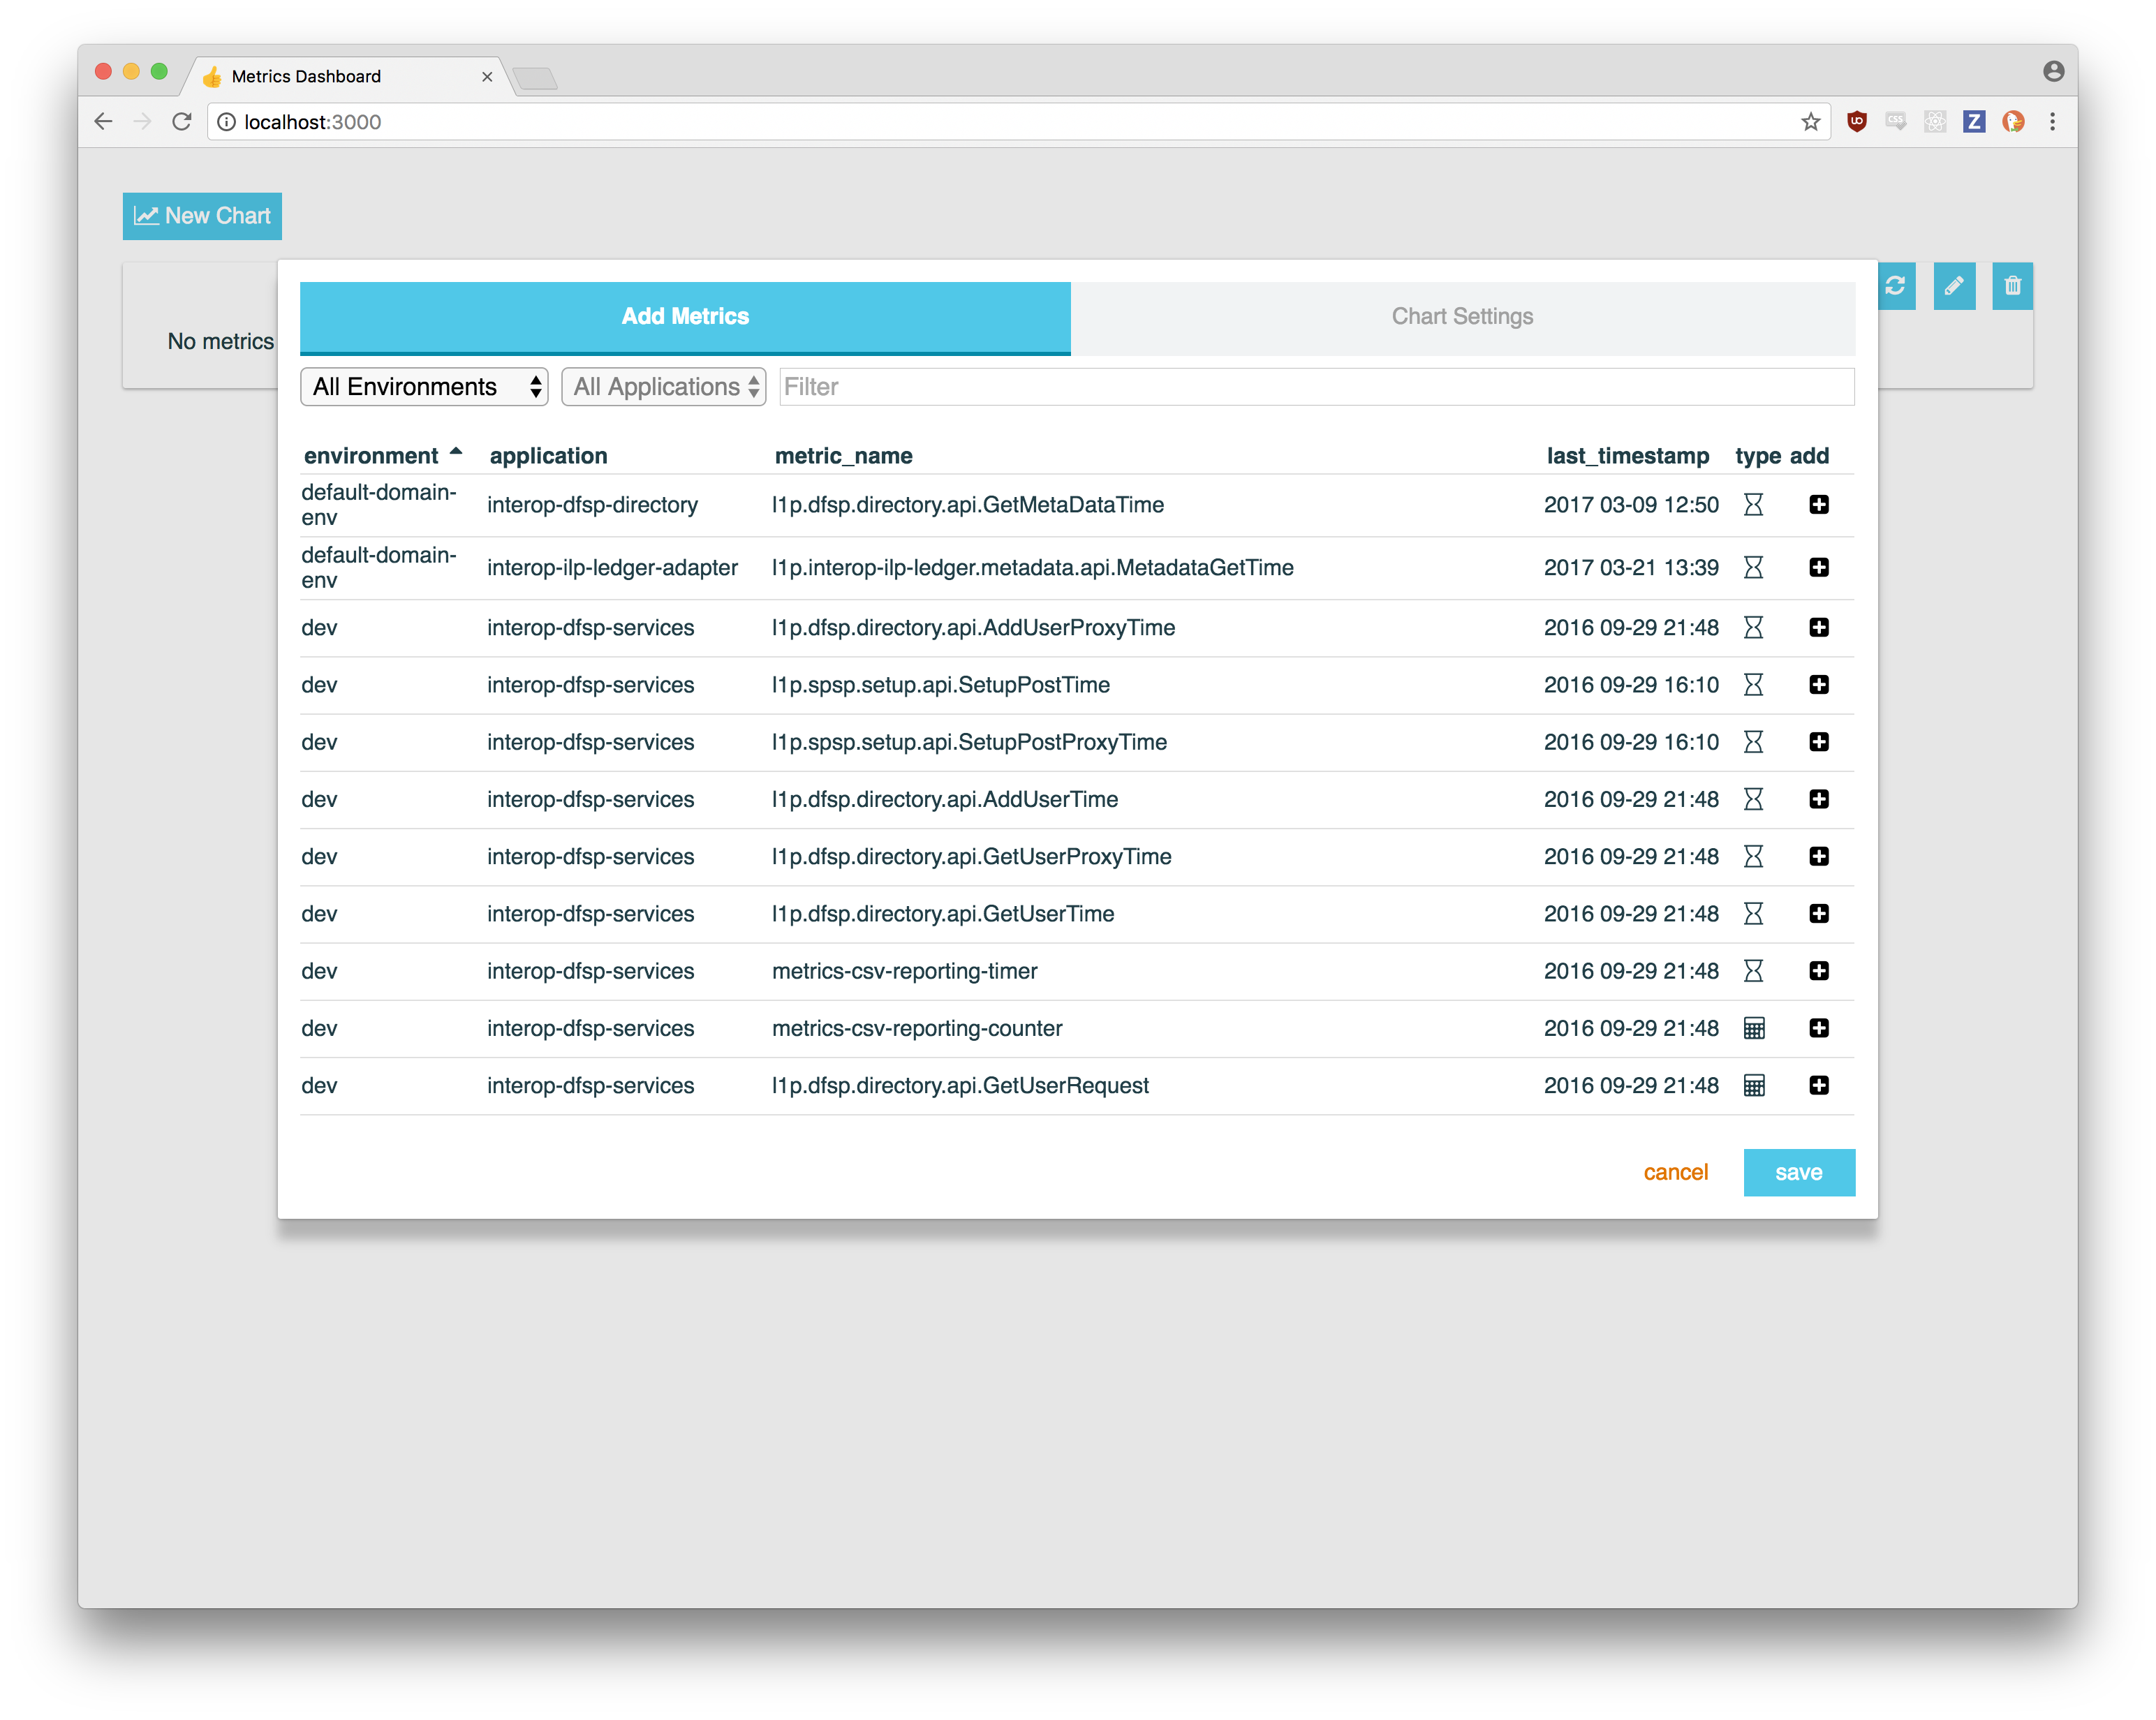 Metrics Dashboard
localhost:3000
CSS
Z
New Chart
No metrics
Add Metrics
Chart Settings
All Environments
All Applications
Filter
environment application metric_name last_timestamp type add
default-domain-
env
interop-dfsp-directory l1p.dfsp.directory.api.GetMetaDataTime 2017 03-09 12:50
default-domain-
env
interop-ilp-ledger-adapter l1p.interop-ilp-ledger.metadata.api.MetadataGetTime 2017 03-21 13:39
dev interop-dfsp-services l1p.dfsp.directory.api.AddUserProxyTime 2016 09-29 21:48
dev interop-dfsp-services l1p.spsp.setup.api.SetupPostTime 2016 09-29 16:10
dev interop-dfsp-services l1p.spsp.setup.api.SetupPostProxyTime 2016 09-29 16:10
dev interop-dfsp-services l1p.dfsp.directory.api.AddUserTime 2016 09-29 21:48
dev interop-dfsp-services l1p.dfsp.directory.api.GetUserProxyTime 2016 09-29 21:48
dev interop-dfsp-services l1p.dfsp.directory.api.GetUserTime 2016 09-29 21:48
dev interop-dfsp-services metrics-csv-reporting-timer 2016 09-29 21:48
dev interop-dfsp-services metrics-csv-reporting-counter 2016 09-29 21:48
dev interop-dfsp-services l1p.dfsp.directory.api.GetUserRequest 2016 09-29 21:48
cancel
save